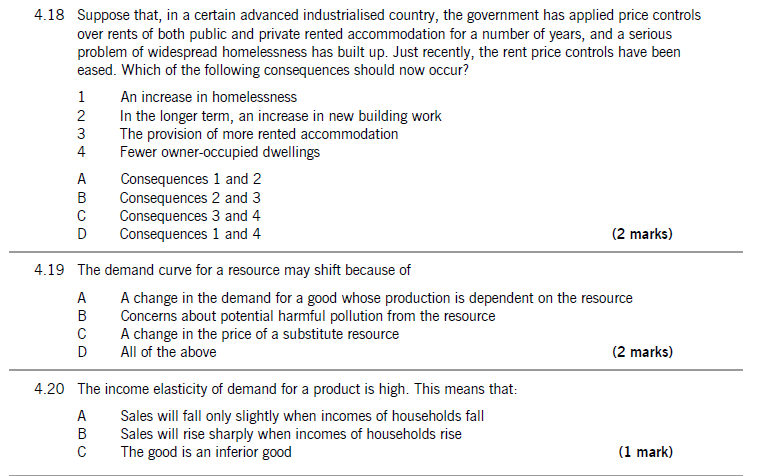 4.18 Suppose that, in a certain advanced industrialised country, the government has applied price controls
over rents of both public and private rented accommodation for a number of years, and a serious
problem of widespread homelessness has built up. Just recently, the rent price controls have been
eased. Which of the following consequences should now occur?
1 An increase in homelessness
2 In the longer term, an increase in new building work
3 The provision of more rented accommodation
4 Fewer owner-occupied dwellings
A Consequences 1 and 2
B Consequences 2 and 3
C Consequences 3 and 4
D Consequences 1 and 4 (2 marks)
4.19 The demand curve for a resource may shift because of
A A change in the demand for a good whose production is dependent on the resource
B Concerns about potential harmful pollution from the resource
C A change in the price of a substitute resource
D All of the above (2 marks)
4.20 The income elasticity of demand for a product is high. This means that:
A Sales will fall only slightly when incomes of households fall
B Sales will rise sharply when incomes of households rise
C The good is an inferior good (1 mark)